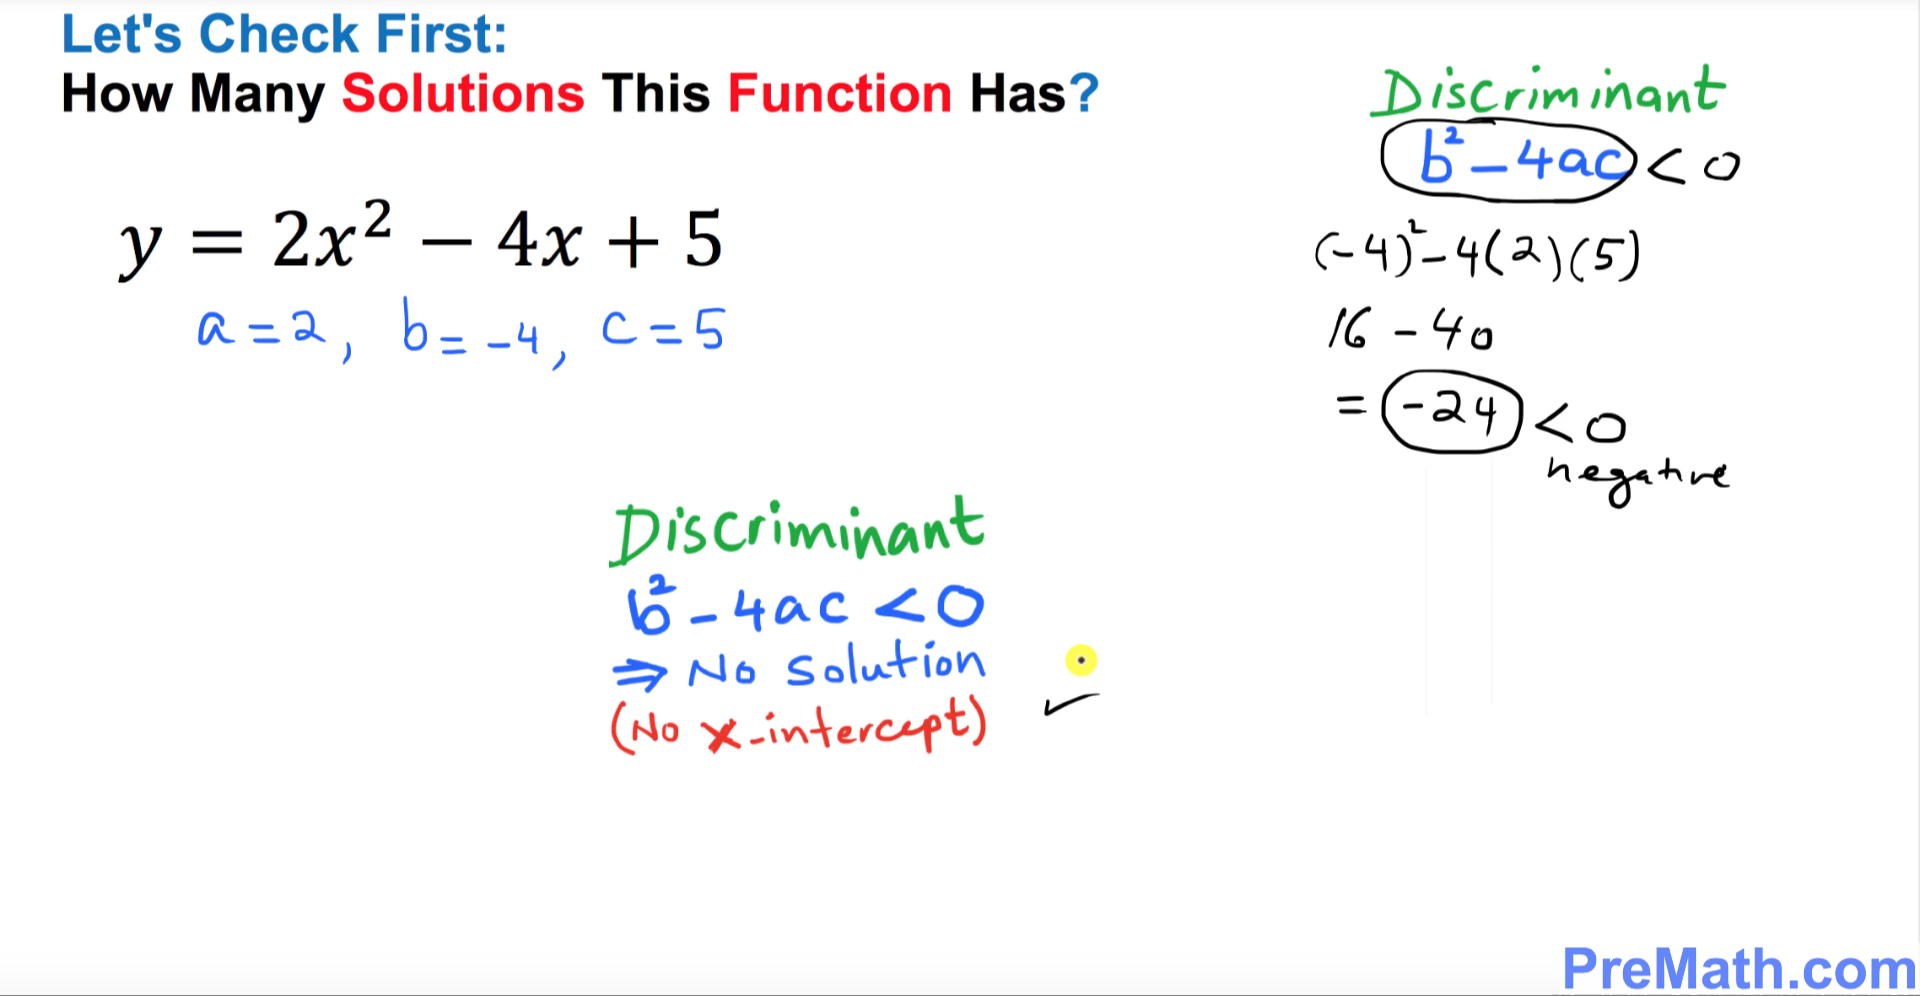 Let's Check First:
How Many Solutions This Function Has?
y = 2x² − 4x + 5
a = 2, b = -4, c = 5
Discriminant
b² - 4ac < 0
(-4)² - 4(2)(5)
16 - 40
= -24 < 0
negative
Discriminant
b² - 4ac < 0
⇒ No solution
(No x-intercept)
PreMath.com